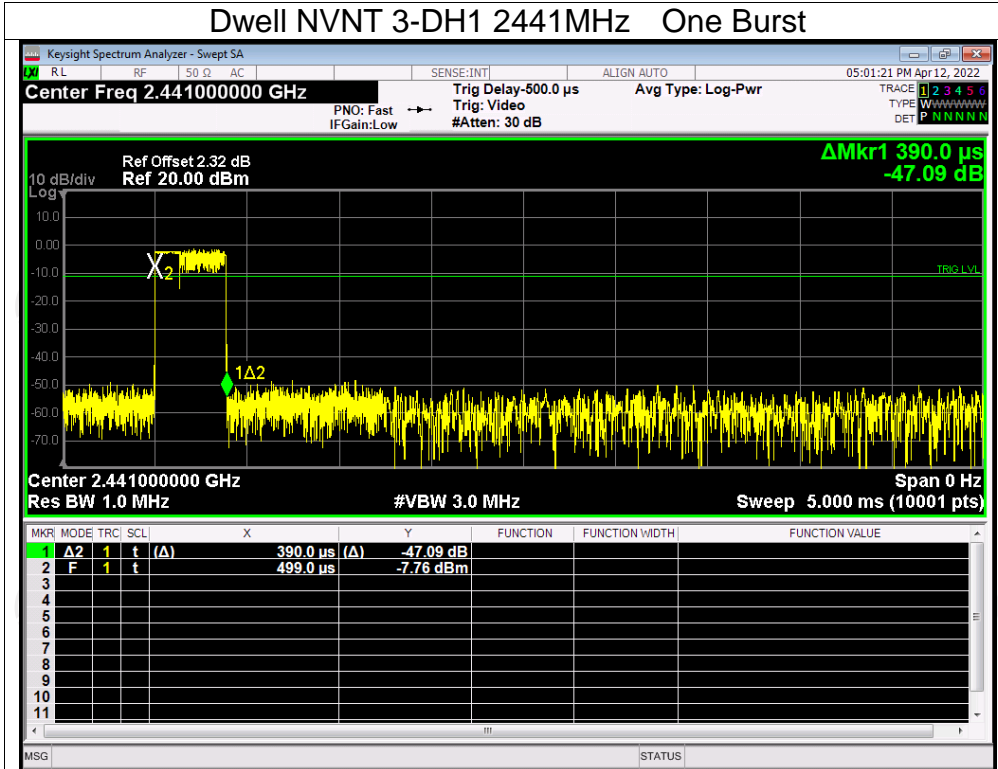 Dwell NVNT 3-DH1 2441MHz One Burst
Keysight Spectrum Analyzer - Swept SA
LXI RL RF 50 Ω AC SENSE:INT ALIGN AUTO 05:01:21 PM Apr 12, 2022
Center Freq 2.441000000 GHz
PNO: Fast
IFGain:Low
Trig Delay-500.0 µs
Trig: Video
#Atten: 30 dB
Avg Type: Log-Pwr
TRACE 1 2 3 4 5 6
TYPE WWWWWW
DET P N N N N N
ΔMkr1 390.0 µs
-47.09 dB
Ref Offset 2.32 dB
10 dB/div Ref 20.00 dBm
Log
10.0
0.00
-10.0
-20.0
-30.0
-40.0
-50.0
-60.0
-70.0
X2
TRIG LVL
1Δ2
Center 2.441000000 GHz Span 0 Hz
Res BW 1.0 MHz #VBW 3.0 MHz Sweep 5.000 ms (10001 pts)
MKR MODE TRC SCL X Y FUNCTION FUNCTION WIDTH FUNCTION VALUE
1 Δ2 1 t (Δ) 390.0 µs (Δ) -47.09 dB
2 F 1 t 499.0 µs -7.76 dBm
3
4
5
6
7
8
9
10
11
MSG STATUS